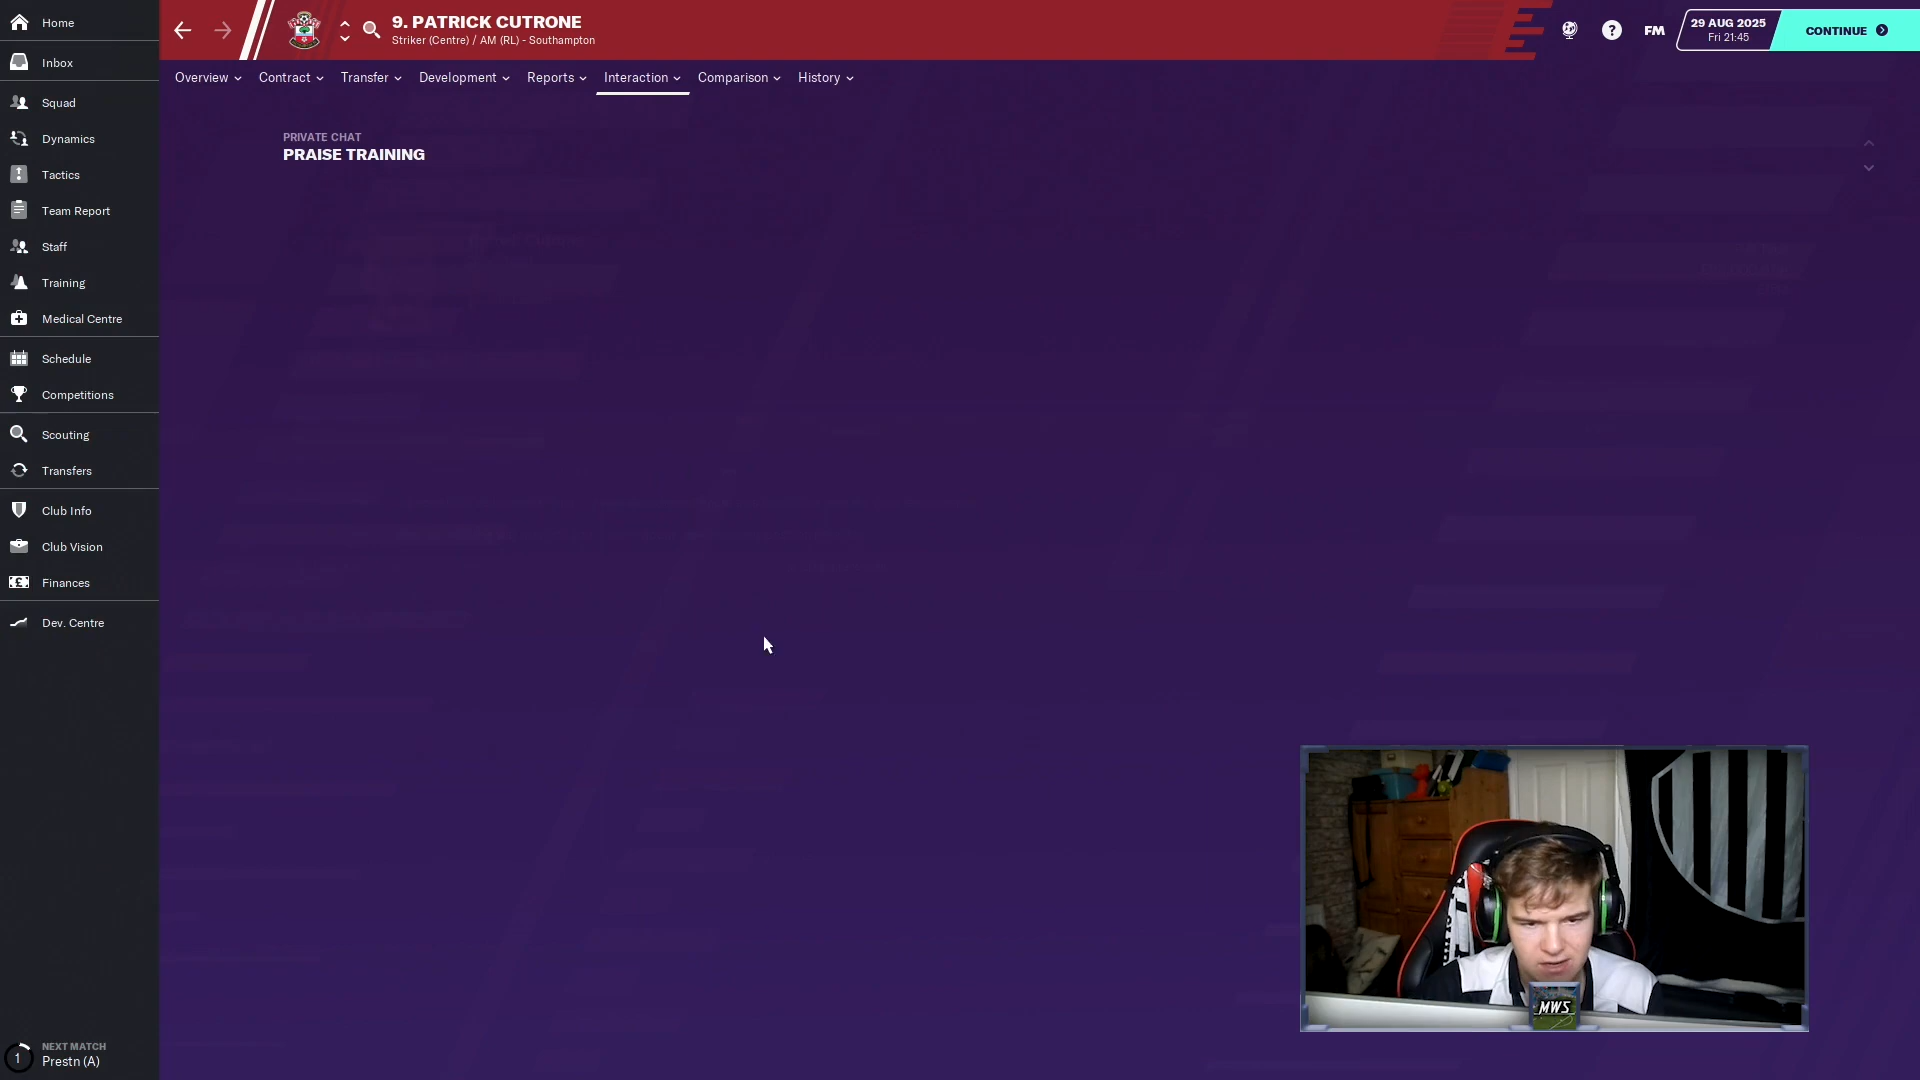 Home
Inbox
Squad
Dynamics
Tactics
Team Report
Staff
Training
Medical Centre
Schedule
Competitions
Scouting
Transfers
Club Info
Club Vision
Finances
Dev. Centre
NEXT MATCH
1
Prestn (A)
9. PATRICK CUTRONE
Striker (Centre) / AM (RL) - Southampton
?
FM
29 AUG 2025
Fri 21:45
CONTINUE
Overview
Contract
Transfer
Development
Reports
Interaction
Comparison
History
PRIVATE CHAT
PRAISE TRAINING
MWS